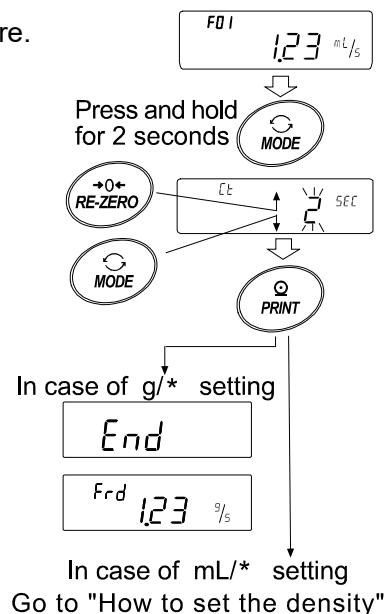 re.
F01
1.23 mL/s
Press and hold
for 2 seconds
MODE
→0←
RE-ZERO
Ct
2 SEC
MODE
PRINT
In case of g/* setting
End
Frd
1.23 g/s
In case of mL/* setting
Go to "How to set the density"